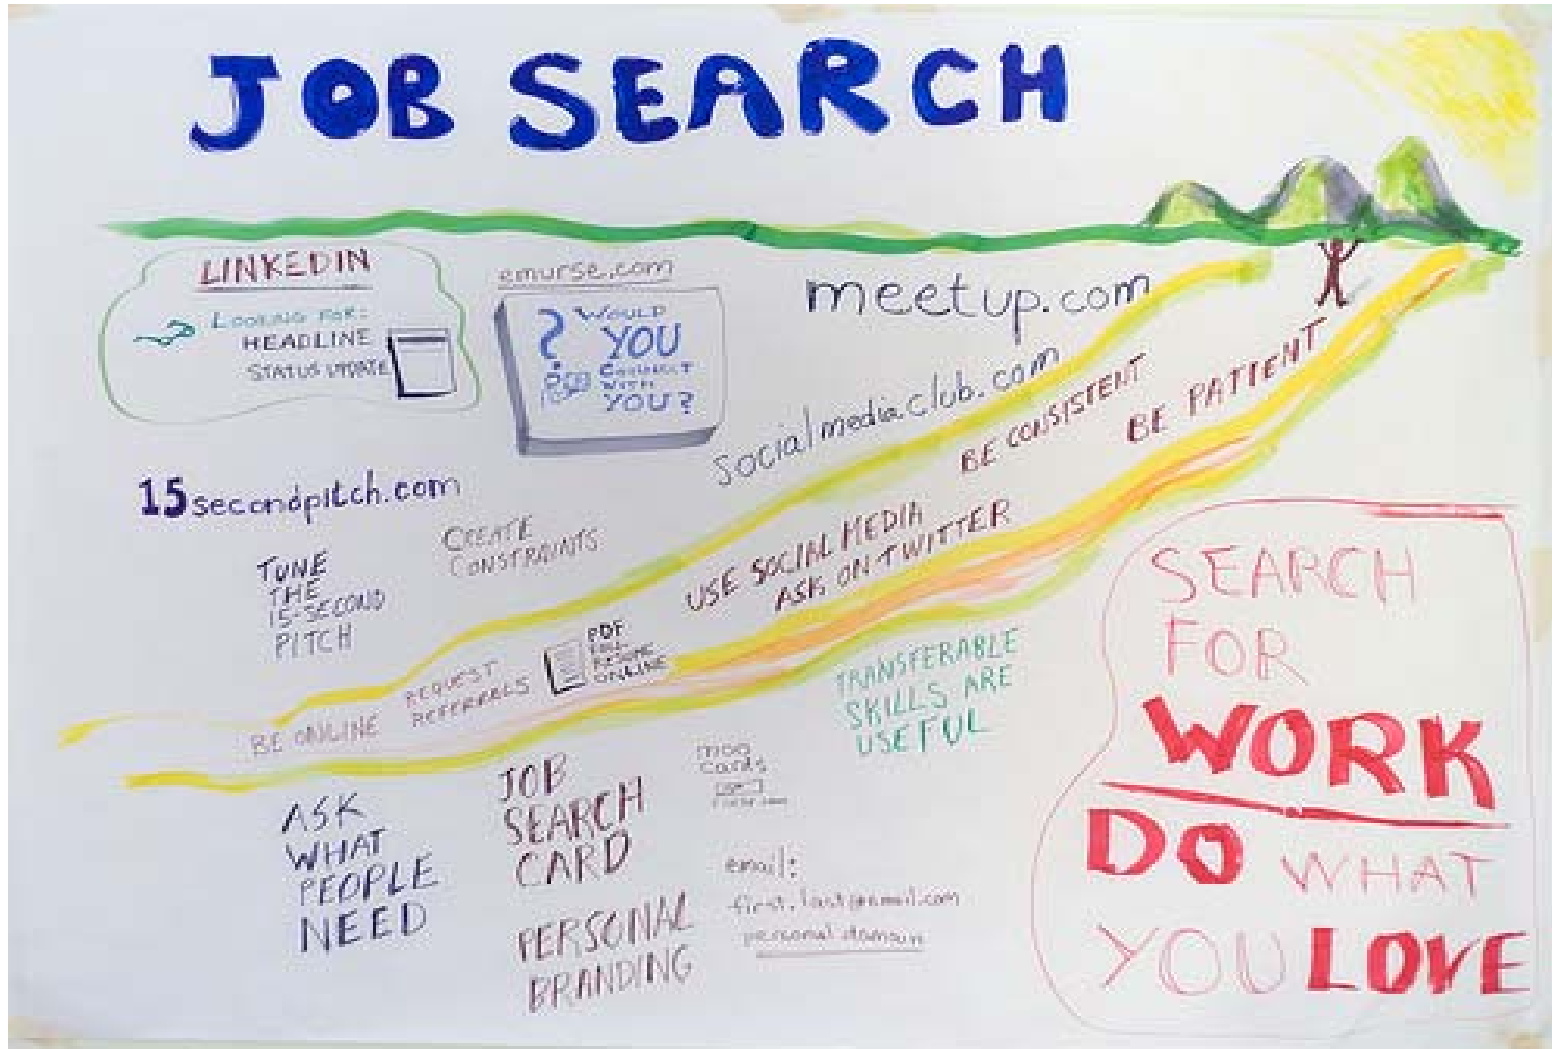 JOB SEARCH
LINKEDIN
LOOKING FOR:
HEADLINE
STATUS UPDATE
emurse.com
? WOULD
YOU
CONNECT
WITH
YOU?
meetup.com
socialmediaclub.com
BE CONSISTENT
BE PATIENT
15secondpitch.com
TUNE
THE
15-SECOND
PITCH
CREATE
CONSTRAINTS
USE SOCIAL MEDIA
ASK ON TWITTER
BE ONLINE
REQUEST
REFERRALS
PDF
FULL
RESUME
ONLINE
TRANSFERABLE
SKILLS ARE
USEFUL
ASK
WHAT
PEOPLE
NEED
JOB
SEARCH
CARD
PERSONAL
BRANDING
moo
cards
email:
first.last@gmail.com
personal domain
SEARCH
FOR
WORK
DO WHAT
YOU LOVE